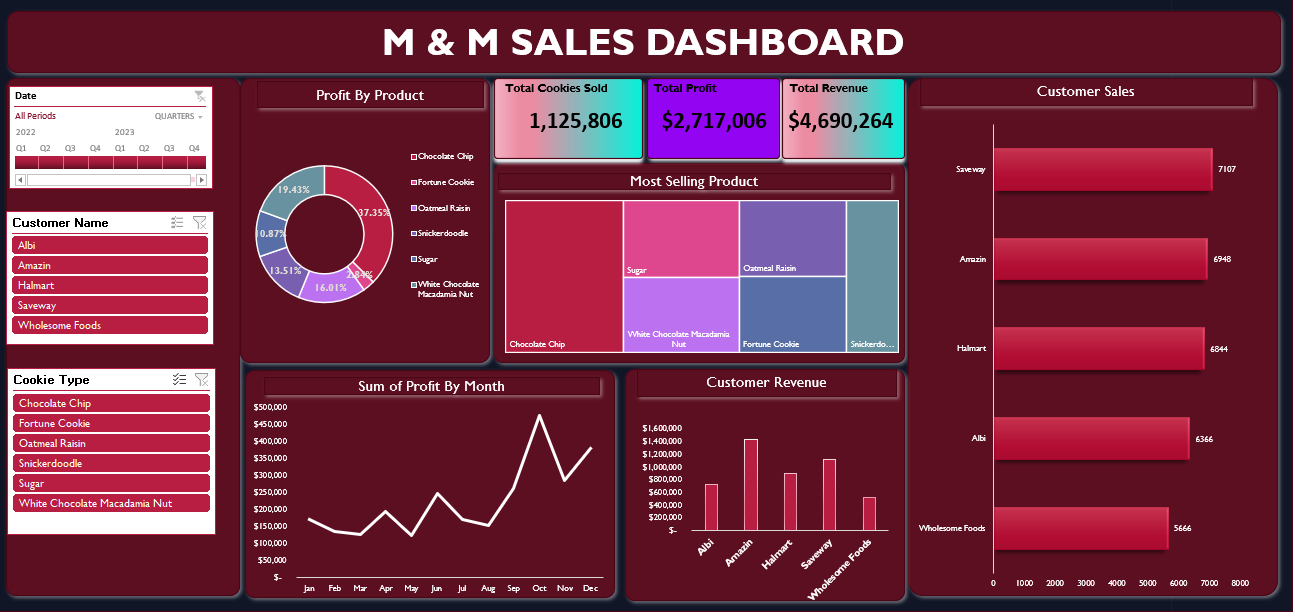 M & M SALES DASHBOARD
Date
All Periods
QUARTERS
2022 2023
Q1 Q2 Q3 Q4 Q1 Q2 Q3 Q4
Customer Name
Albi
Amazin
Halmart
Saveway
Wholesome Foods
Cookie Type
Chocolate Chip
Fortune Cookie
Oatmeal Raisin
Snickerdoodle
Sugar
White Chocolate Macadamia Nut
Profit By Product
37.35%
2.84%
16.01%
13.51%
10.87%
19.43%
Chocolate Chip
Fortune Cookie
Oatmeal Raisin
Snickerdoodle
Sugar
White Chocolate
Macadamia Nut
Total Cookies Sold
1,125,806
Total Profit
$2,717,006
Total Revenue
$4,690,264
Most Selling Product
Chocolate Chip
Sugar
White Chocolate Macadamia
Nut
Oatmeal Raisin
Fortune Cookie
Snickerdo...
Sum of Profit By Month
$500,000
$450,000
$400,000
$350,000
$300,000
$250,000
$200,000
$150,000
$100,000
$50,000
$-
Jan Feb Mar Apr May Jun Jul Aug Sep Oct Nov Dec
Customer Revenue
$1,600,000
$1,400,000
$1,200,000
$1,000,000
$800,000
$600,000
$400,000
$200,000
$-
Albi
Amazin
Halmart
Saveway
Wholesome Foods
Customer Sales
Saveway 7107
Amazin 6948
Halmart 6844
Albi 6366
Wholesome Foods 5666
0 1000 2000 3000 4000 5000 6000 7000 8000